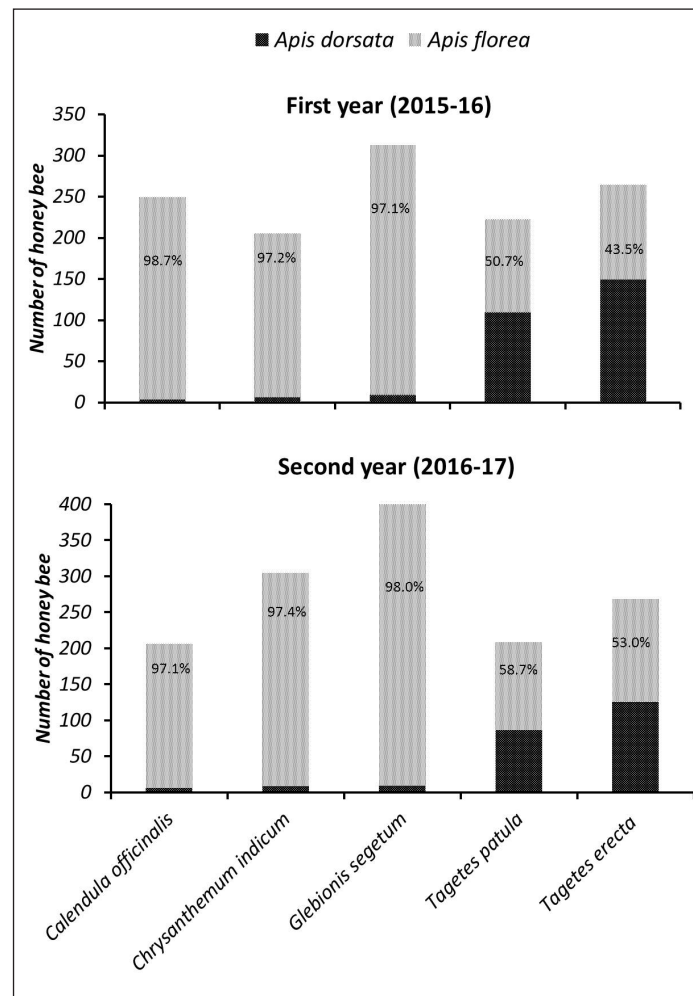 Apis dorsata Apis florea
First year (2015-16)
Number of honey bee
350
300
250
200
150
100
50
0
98.7% 97.2% 97.1% 50.7% 43.5%
Second year (2016-17)
Number of honey bee
400
350
300
250
200
150
100
50
0
97.1% 97.4% 98.0% 58.7% 53.0%
Calendula officinalis
Chrysanthemum indicum
Glebionis segetum
Tagetes patula
Tagetes erecta